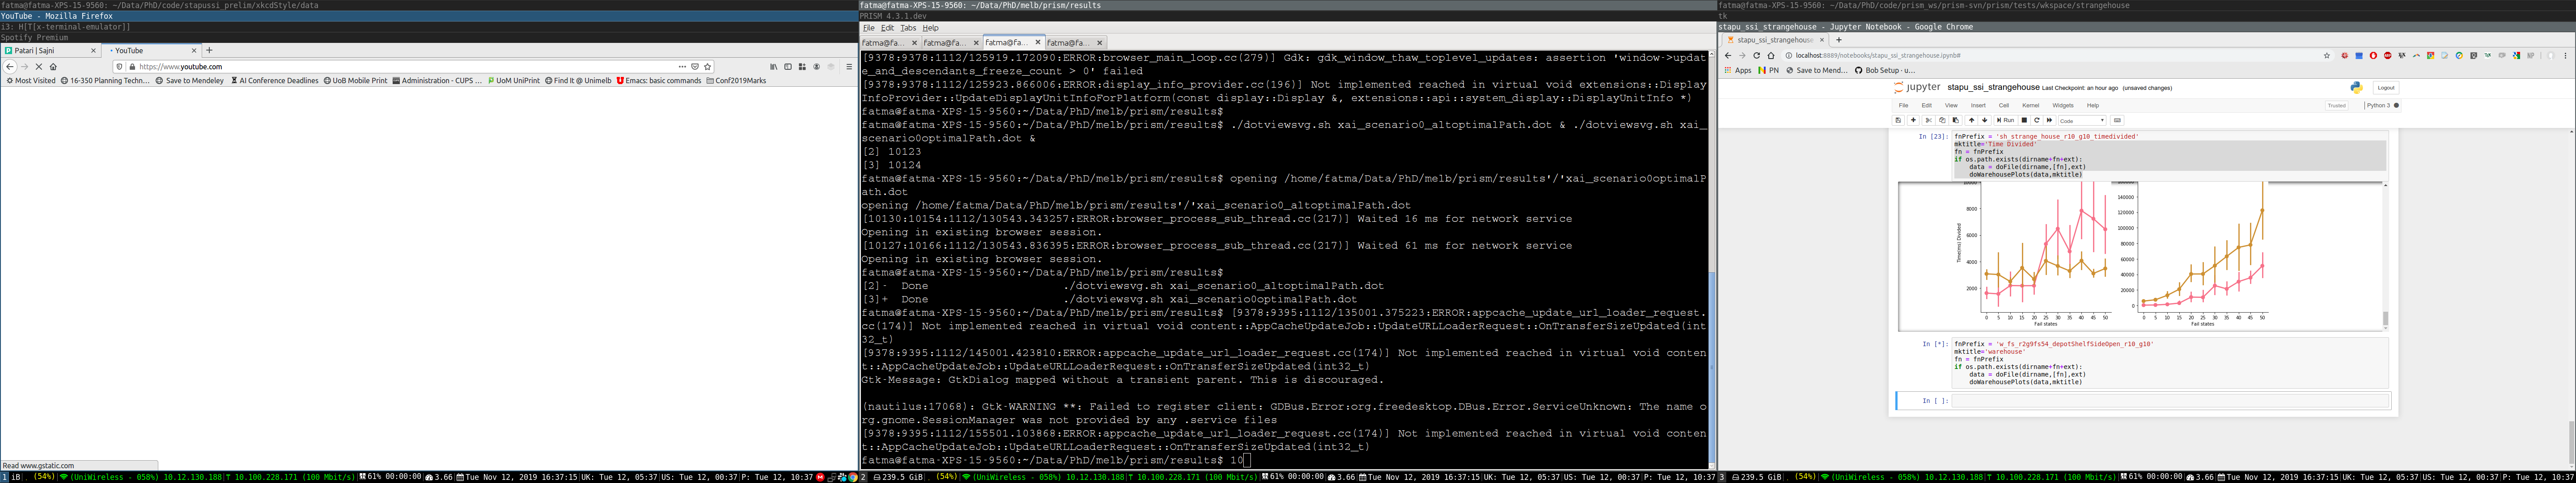 fatma@fatma-XPS-15-9560: ~/Data/PhD/code/stapussi_prelim/xkcdStyle/data
YouTube - Mozilla Firefox
i3: H[T[x-terminal-emulator]]
Spotify Premium
Patari | Sajni
YouTube
https://www.youtube.com
Most Visited 16-350 Planning Techn... Save to Mendeley AI Conference Deadlines UoB Mobile Print Administration - CUPS ... UoM UniPrint Find It @ Unimelb Emacs: basic commands Conf2019Marks
Read www.gstatic.com
1 iB (54%) (UniWireless - 058%) 10.12.130.188 T 10.100.228.171 (100 Mbit/s) 61% 00:00:00 3.66 Tue Nov 12, 2019 16:37:15 UK: Tue 12, 05:37 US: Tue 12, 00:37 P: Tue 12, 10:37
fatma@fatma-XPS-15-9560: ~/Data/PhD/melb/prism/results
PRISM 4.3.1.dev
File Edit Tabs Help
fatma@fa... fatma@fa... fatma@fa... fatma@fa...
[9378:9378:1112/125919.172090:ERROR:browser_main_loop.cc(279)] Gdk: gdk_window_thaw_toplevel_updates: assertion 'window->updat
e_and_descendants_freeze_count > 0' failed
[9378:9378:1112/125923.866006:ERROR:display_info_provider.cc(196)] Not implemented reached in virtual void extensions::Display
InfoProvider::UpdateDisplayUnitInfoForPlatform(const display::Display &, extensions::api::system_display::DisplayUnitInfo *)
fatma@fatma-XPS-15-9560:~/Data/PhD/melb/prism/results$
fatma@fatma-XPS-15-9560:~/Data/PhD/melb/prism/results$ ./dotviewsvg.sh xai_scenario0_altoptimalPath.dot & ./dotviewsvg.sh xai_
scenario0optimalPath.dot &
[2] 10123
[3] 10124
fatma@fatma-XPS-15-9560:~/Data/PhD/melb/prism/results$ opening /home/fatma/Data/PhD/melb/prism/results'/'xai_scenario0optimalP
ath.dot
opening /home/fatma/Data/PhD/melb/prism/results'/'xai_scenario0_altoptimalPath.dot
[10130:10154:1112/130543.343257:ERROR:browser_process_sub_thread.cc(217)] Waited 16 ms for network service
Opening in existing browser session.
[10127:10166:1112/130543.836395:ERROR:browser_process_sub_thread.cc(217)] Waited 61 ms for network service
Opening in existing browser session.
fatma@fatma-XPS-15-9560:~/Data/PhD/melb/prism/results$
[2]- Done ./dotviewsvg.sh xai_scenario0_altoptimalPath.dot
[3]+ Done ./dotviewsvg.sh xai_scenario0optimalPath.dot
fatma@fatma-XPS-15-9560:~/Data/PhD/melb/prism/results$ [9378:9395:1112/135001.375223:ERROR:appcache_update_url_loader_request.
cc(174)] Not implemented reached in virtual void content::AppCacheUpdateJob::UpdateURLLoaderRequest::OnTransferSizeUpdated(int
32_t)
[9378:9395:1112/145001.423810:ERROR:appcache_update_url_loader_request.cc(174)] Not implemented reached in virtual void conten
t::AppCacheUpdateJob::UpdateURLLoaderRequest::OnTransferSizeUpdated(int32_t)
Gtk-Message: GtkDialog mapped without a transient parent. This is discouraged.
(nautilus:17068): Gtk-WARNING **: Failed to register client: GDBus.Error:org.freedesktop.DBus.Error.ServiceUnknown: The name o
rg.gnome.SessionManager was not provided by any .service files
[9378:9395:1112/155501.103868:ERROR:appcache_update_url_loader_request.cc(174)] Not implemented reached in virtual void conten
t::AppCacheUpdateJob::UpdateURLLoaderRequest::OnTransferSizeUpdated(int32_t)
fatma@fatma-XPS-15-9560:~/Data/PhD/melb/prism/results$ 10
2 239.5 GiB (54%) (UniWireless - 058%) 10.12.130.188 T 10.100.228.171 (100 Mbit/s) 61% 00:00:00 3.66 Tue Nov 12, 2019 16:37:15 UK: Tue 12, 05:37 US: Tue 12, 00:37 P: Tue 12, 10:37
fatma@fatma-XPS-15-9560: ~/Data/PhD/code/prism_ws/prism-svn/prism/tests/wkspace/strangehouse
tk
stapu_ssi_strangehouse - Jupyter Notebook - Google Chrome
stapu_ssi_strangehouse
localhost:8889/notebooks/stapu_ssi_strangehouse.ipynb#
Apps PN Save to Mend... Bob Setup - u...
jupyter stapu_ssi_strangehouse Last Checkpoint: an hour ago (unsaved changes) Logout
File Edit View Insert Cell Kernel Widgets Help Trusted Python 3
Run Code
In [23]: fnPrefix = 'sh_strange_house_r10_g10_timedivided'
mktitle='Time Divided'
fn = fnPrefix
if os.path.exists(dirname+fn+ext):
data = doFile(dirname,[fn],ext)
doWarehousePlots(data,mktitle)
10000
8000
6000
4000
2000
Time(ms) Divided
0 5 10 15 20 25 30 35 40 45 50
Fail states
140000
120000
100000
80000
60000
40000
20000
0
0 5 10 15 20 25 30 35 40 45 50
Fail states
In [*]: fnPrefix = 'w_fs_r2g9fs54_depotShelfSideOpen_r10_g10'
mktitle='warehouse'
fn = fnPrefix
if os.path.exists(dirname+fn+ext):
data = doFile(dirname,[fn],ext)
doWarehousePlots(data,mktitle)
In [ ]:
3 239.5 GiB (54%) (UniWireless - 058%) 10.12.130.188 T 10.100.228.171 (100 Mbit/s) 61% 00:00:00 3.66 Tue Nov 12, 2019 16:37:15 UK: Tue 12, 05:37 US: Tue 12, 00:37 P: Tue 12, 10:37